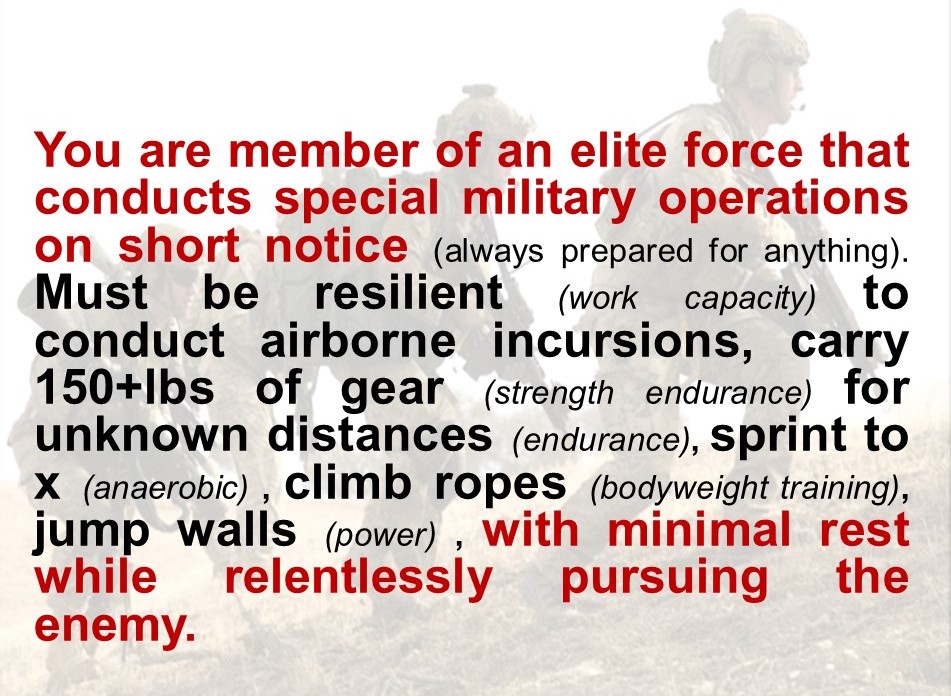 You are member of an elite force that
conducts special military operations
on short notice (always prepared for anything).
Must be resilient (work capacity) to
conduct airborne incursions, carry
150+lbs of gear (strength endurance) for
unknown distances (endurance), sprint to
x (anaerobic) , climb ropes (bodyweight training),
jump walls (power) , with minimal rest
while relentlessly pursuing the
enemy.